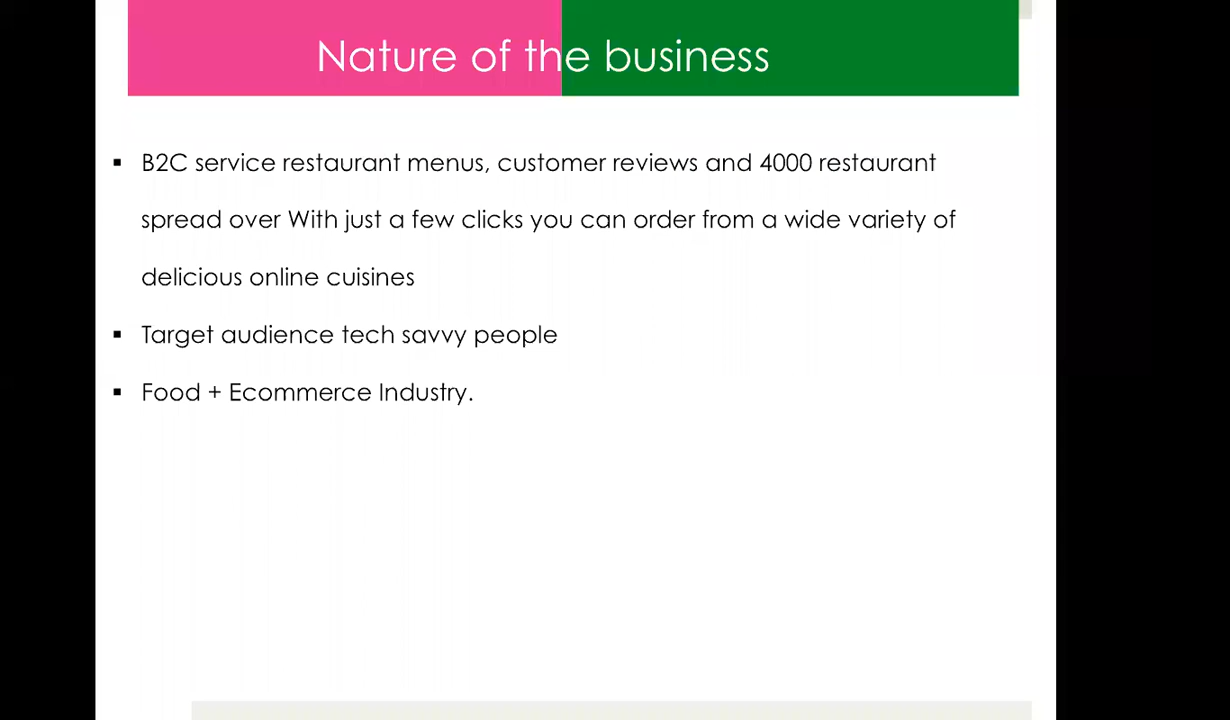 Nature of the business
▪ B2C service restaurant menus, customer reviews and 4000 restaurant
spread over With just a few clicks you can order from a wide variety of
delicious online cuisines
▪ Target audience tech savvy people
▪ Food + Ecommerce Industry.